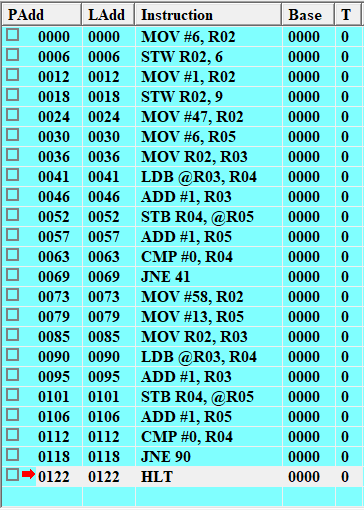 PAdd LAdd Instruction Base T
0000 0000 MOV #6, R02 0000 0
0006 0006 STW R02, 6 0000 0
0012 0012 MOV #1, R02 0000 0
0018 0018 STW R02, 9 0000 0
0024 0024 MOV #47, R02 0000 0
0030 0030 MOV #6, R05 0000 0
0036 0036 MOV R02, R03 0000 0
0041 0041 LDB @R03, R04 0000 0
0046 0046 ADD #1, R03 0000 0
0052 0052 STB R04, @R05 0000 0
0057 0057 ADD #1, R05 0000 0
0063 0063 CMP #0, R04 0000 0
0069 0069 JNE 41 0000 0
0073 0073 MOV #58, R02 0000 0
0079 0079 MOV #13, R05 0000 0
0085 0085 MOV R02, R03 0000 0
0090 0090 LDB @R03, R04 0000 0
0095 0095 ADD #1, R03 0000 0
0101 0101 STB R04, @R05 0000 0
0106 0106 ADD #1, R05 0000 0
0112 0112 CMP #0, R04 0000 0
0118 0118 JNE 90 0000 0
0122 0122 HLT 0000 0